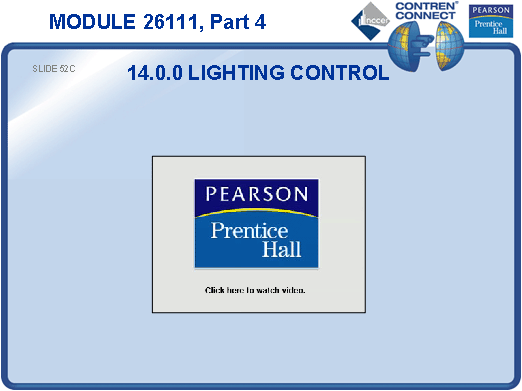 MODULE 26111, Part 4
nccer
CONTREN®
CONNECT
PEARSON
Prentice
Hall
SLIDE 52C
14.0.0 LIGHTING CONTROL
PEARSON
Prentice
Hall
Click here to watch video.